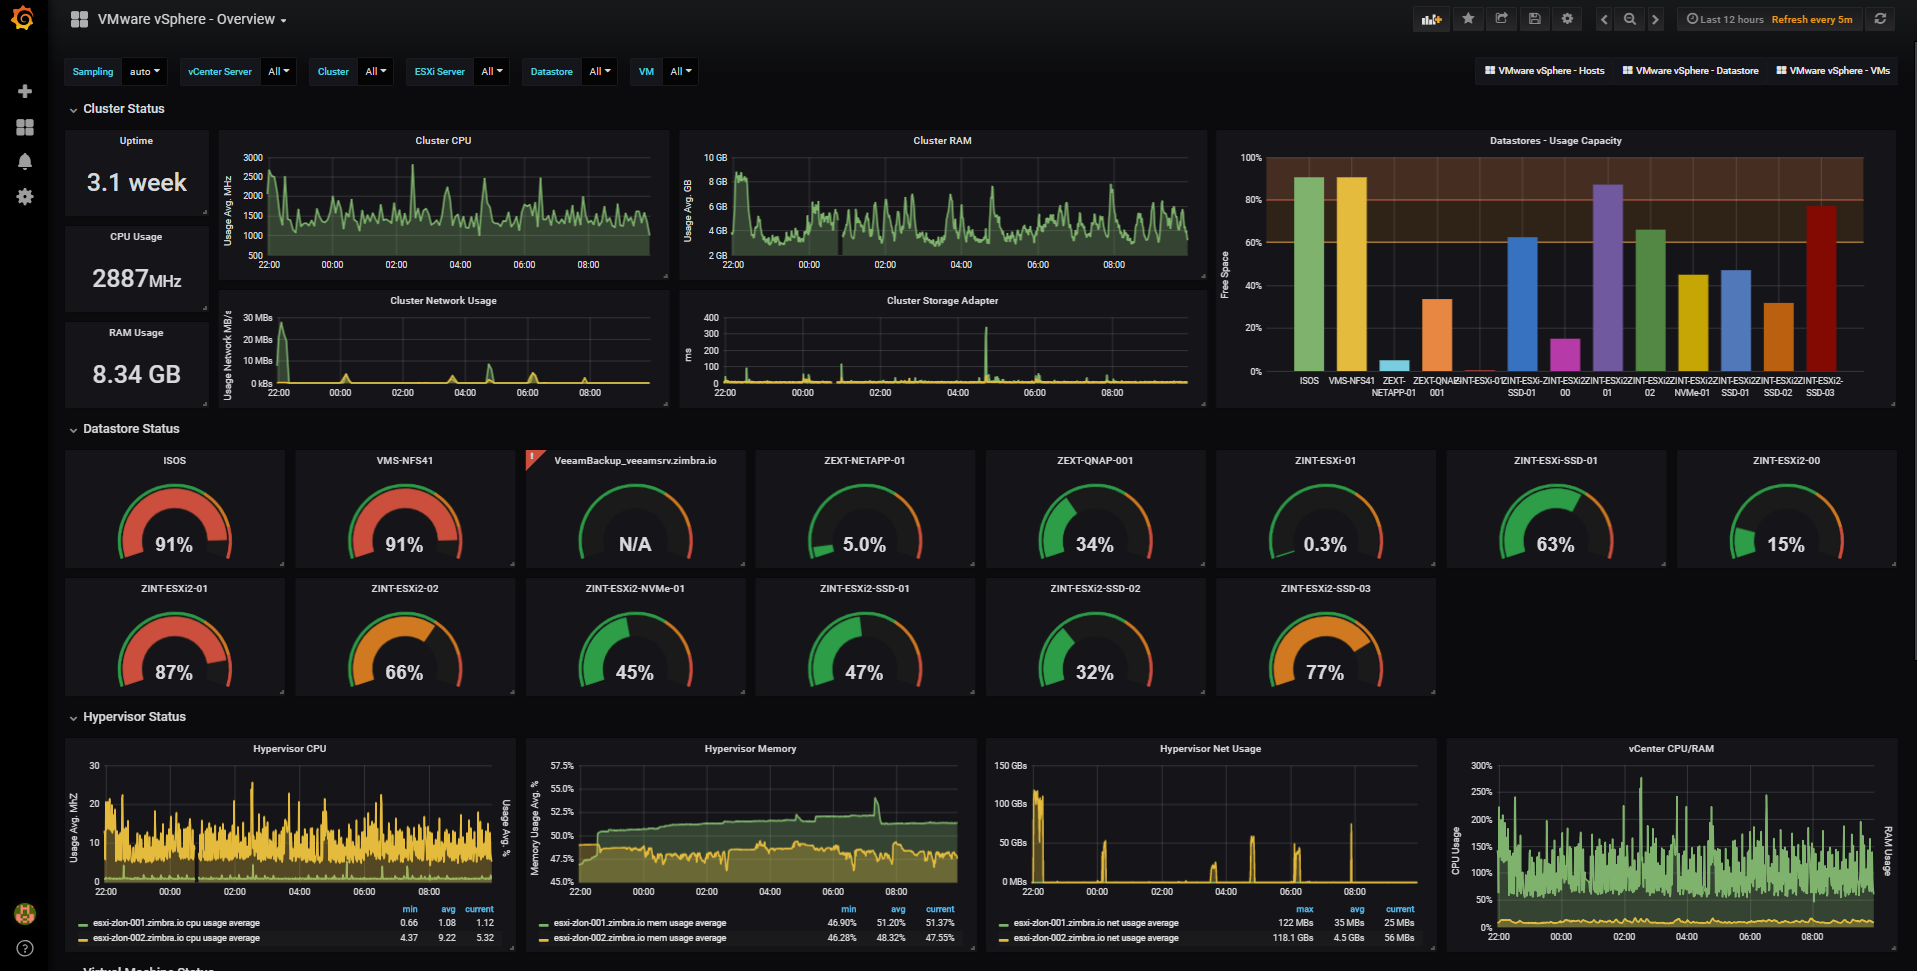 VMware vSphere - Overview
Last 12 hours Refresh every 5m
Sampling auto vCenter Server All Cluster All ESXi Server All Datastore All VM All
VMware vSphere - Hosts VMware vSphere - Datastore VMware vSphere - VMs
Cluster Status
Uptime
3.1 week
CPU Usage
2887MHz
RAM Usage
8.34 GB
Cluster CPU
Usage Avg. MHz
3000
2500
2000
1500
1000
500
22:00 00:00 02:00 04:00 06:00 08:00
Cluster RAM
Usage Avg. GB
10 GB
8 GB
6 GB
4 GB
2 GB
22:00 00:00 02:00 04:00 06:00 08:00
Cluster Network Usage
Usage Network MB/s
30 MBs
20 MBs
10 MBs
0 kBs
22:00 00:00 02:00 04:00 06:00 08:00
Cluster Storage Adapter
ms
400
300
200
100
0
22:00 00:00 02:00 04:00 06:00 08:00
Datastores - Usage Capacity
Free Space
100%
80%
60%
40%
20%
0%
ISOS VMS-NFS41 ZEXT-NETAPP-01 ZEXT-QNAP-001 ZINT-ESXi-01 ZINT-ESXi-SSD-01 ZINT-ESXi2-00 ZINT-ESXi2-01 ZINT-ESXi2-02 ZINT-ESXi2-NVMe-01 ZINT-ESXi2-SSD-01 ZINT-ESXi2-SSD-02 ZINT-ESXi2-SSD-03
Datastore Status
ISOS
91%
VMS-NFS41
91%
!
VeeamBackup_veeamsrv.zimbra.io
N/A
ZEXT-NETAPP-01
5.0%
ZEXT-QNAP-001
34%
ZINT-ESXi-01
0.3%
ZINT-ESXi-SSD-01
63%
ZINT-ESXi2-00
15%
ZINT-ESXi2-01
87%
ZINT-ESXi2-02
66%
ZINT-ESXi2-NVMe-01
45%
ZINT-ESXi2-SSD-01
47%
ZINT-ESXi2-SSD-02
32%
ZINT-ESXi2-SSD-03
77%
Hypervisor Status
Hypervisor CPU
Usage Avg. MhZ
30
20
10
0
Usage Avg. %
22:00 00:00 02:00 04:00 06:00 08:00
min avg current
esxi-zlon-001.zimbra.io cpu usage average 0.66 1.08 1.12
esxi-zlon-002.zimbra.io cpu usage average 4.37 9.22 5.32
Hypervisor Memory
Memory Usage Avg. %
57.5%
55.0%
52.5%
50.0%
47.5%
45.0%
22:00 00:00 02:00 04:00 06:00 08:00
min avg current
esxi-zlon-001.zimbra.io mem usage average 46.90% 51.20% 51.37%
esxi-zlon-002.zimbra.io mem usage average 46.28% 48.32% 47.55%
Hypervisor Net Usage
150 GBs
100 GBs
50 GBs
0 MBs
22:00 00:00 02:00 04:00 06:00 08:00
max avg current
esxi-zlon-001.zimbra.io net usage average 122 MBs 35 MBs 25 MBs
esxi-zlon-002.zimbra.io net usage average 118.1 GBs 4.5 GBs 56 MBs
vCenter CPU/RAM
CPU Usage
300%
250%
200%
150%
100%
50%
0%
RAM Usage
22:00 00:00 02:00 04:00 06:00 08:00
Virtual Machine Status